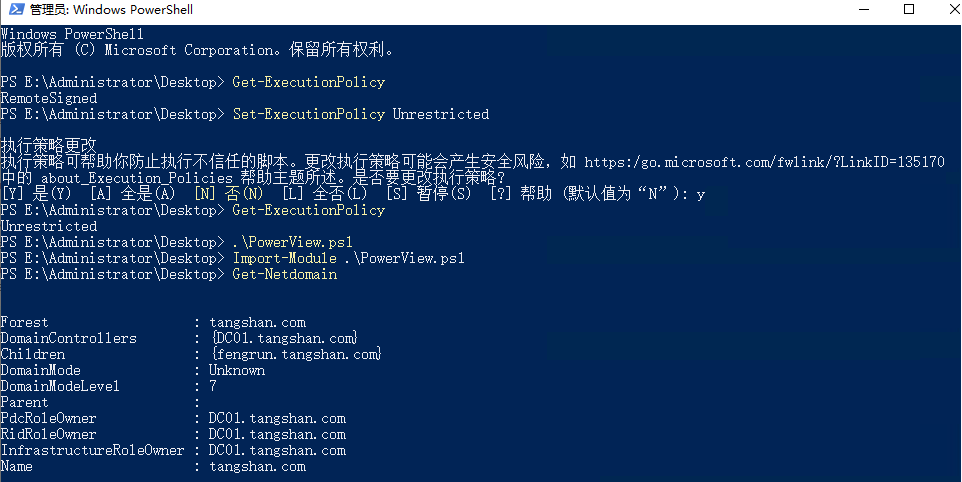 管理员: Windows PowerShell
Windows PowerShell
版权所有 (C) Microsoft Corporation。保留所有权利。
PS E:\Administrator\Desktop> Get-ExecutionPolicy
RemoteSigned
PS E:\Administrator\Desktop> Set-ExecutionPolicy Unrestricted
执行策略更改
执行策略可帮助你防止执行不信任的脚本。更改执行策略可能会产生安全风险，如 https:/go.microsoft.com/fwlink/?LinkID=135170
中的 about_Execution_Policies 帮助主题所述。是否要更改执行策略?
[Y] 是(Y)  [A] 全是(A)  [N] 否(N)  [L] 全否(L)  [S] 暂停(S)  [?] 帮助 (默认值为“N”): y
PS E:\Administrator\Desktop> Get-ExecutionPolicy
Unrestricted
PS E:\Administrator\Desktop> .\PowerView.ps1
PS E:\Administrator\Desktop> Import-Module .\PowerView.ps1
PS E:\Administrator\Desktop> Get-Netdomain
Forest                  : tangshan.com
DomainControllers       : {DC01.tangshan.com}
Children                : {fengrun.tangshan.com}
DomainMode              : Unknown
DomainModeLevel         : 7
Parent                  :
PdcRoleOwner            : DC01.tangshan.com
RidRoleOwner            : DC01.tangshan.com
InfrastructureRoleOwner : DC01.tangshan.com
Name                    : tangshan.com